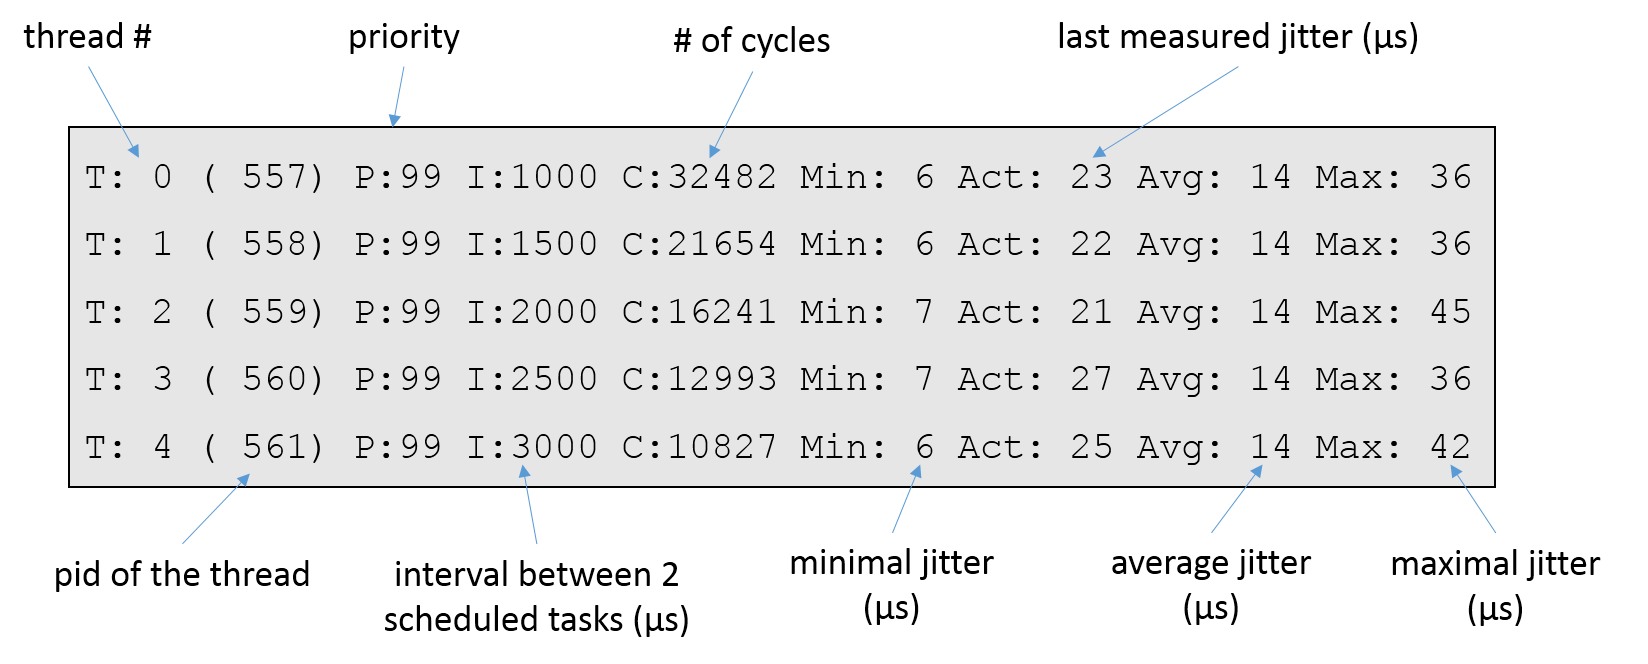 thread #
priority
# of cycles
last measured jitter (µs)
T: 0 ( 557) P:99 I:1000 C:32482 Min: 6 Act: 23 Avg: 14 Max: 36
T: 1 ( 558) P:99 I:1500 C:21654 Min: 6 Act: 22 Avg: 14 Max: 36
T: 2 ( 559) P:99 I:2000 C:16241 Min: 7 Act: 21 Avg: 14 Max: 45
T: 3 ( 560) P:99 I:2500 C:12993 Min: 7 Act: 27 Avg: 14 Max: 36
T: 4 ( 561) P:99 I:3000 C:10827 Min: 6 Act: 25 Avg: 14 Max: 42
pid of the thread
interval between 2
scheduled tasks (µs)
minimal jitter
(µs)
average jitter
(µs)
maximal jitter
(µs)